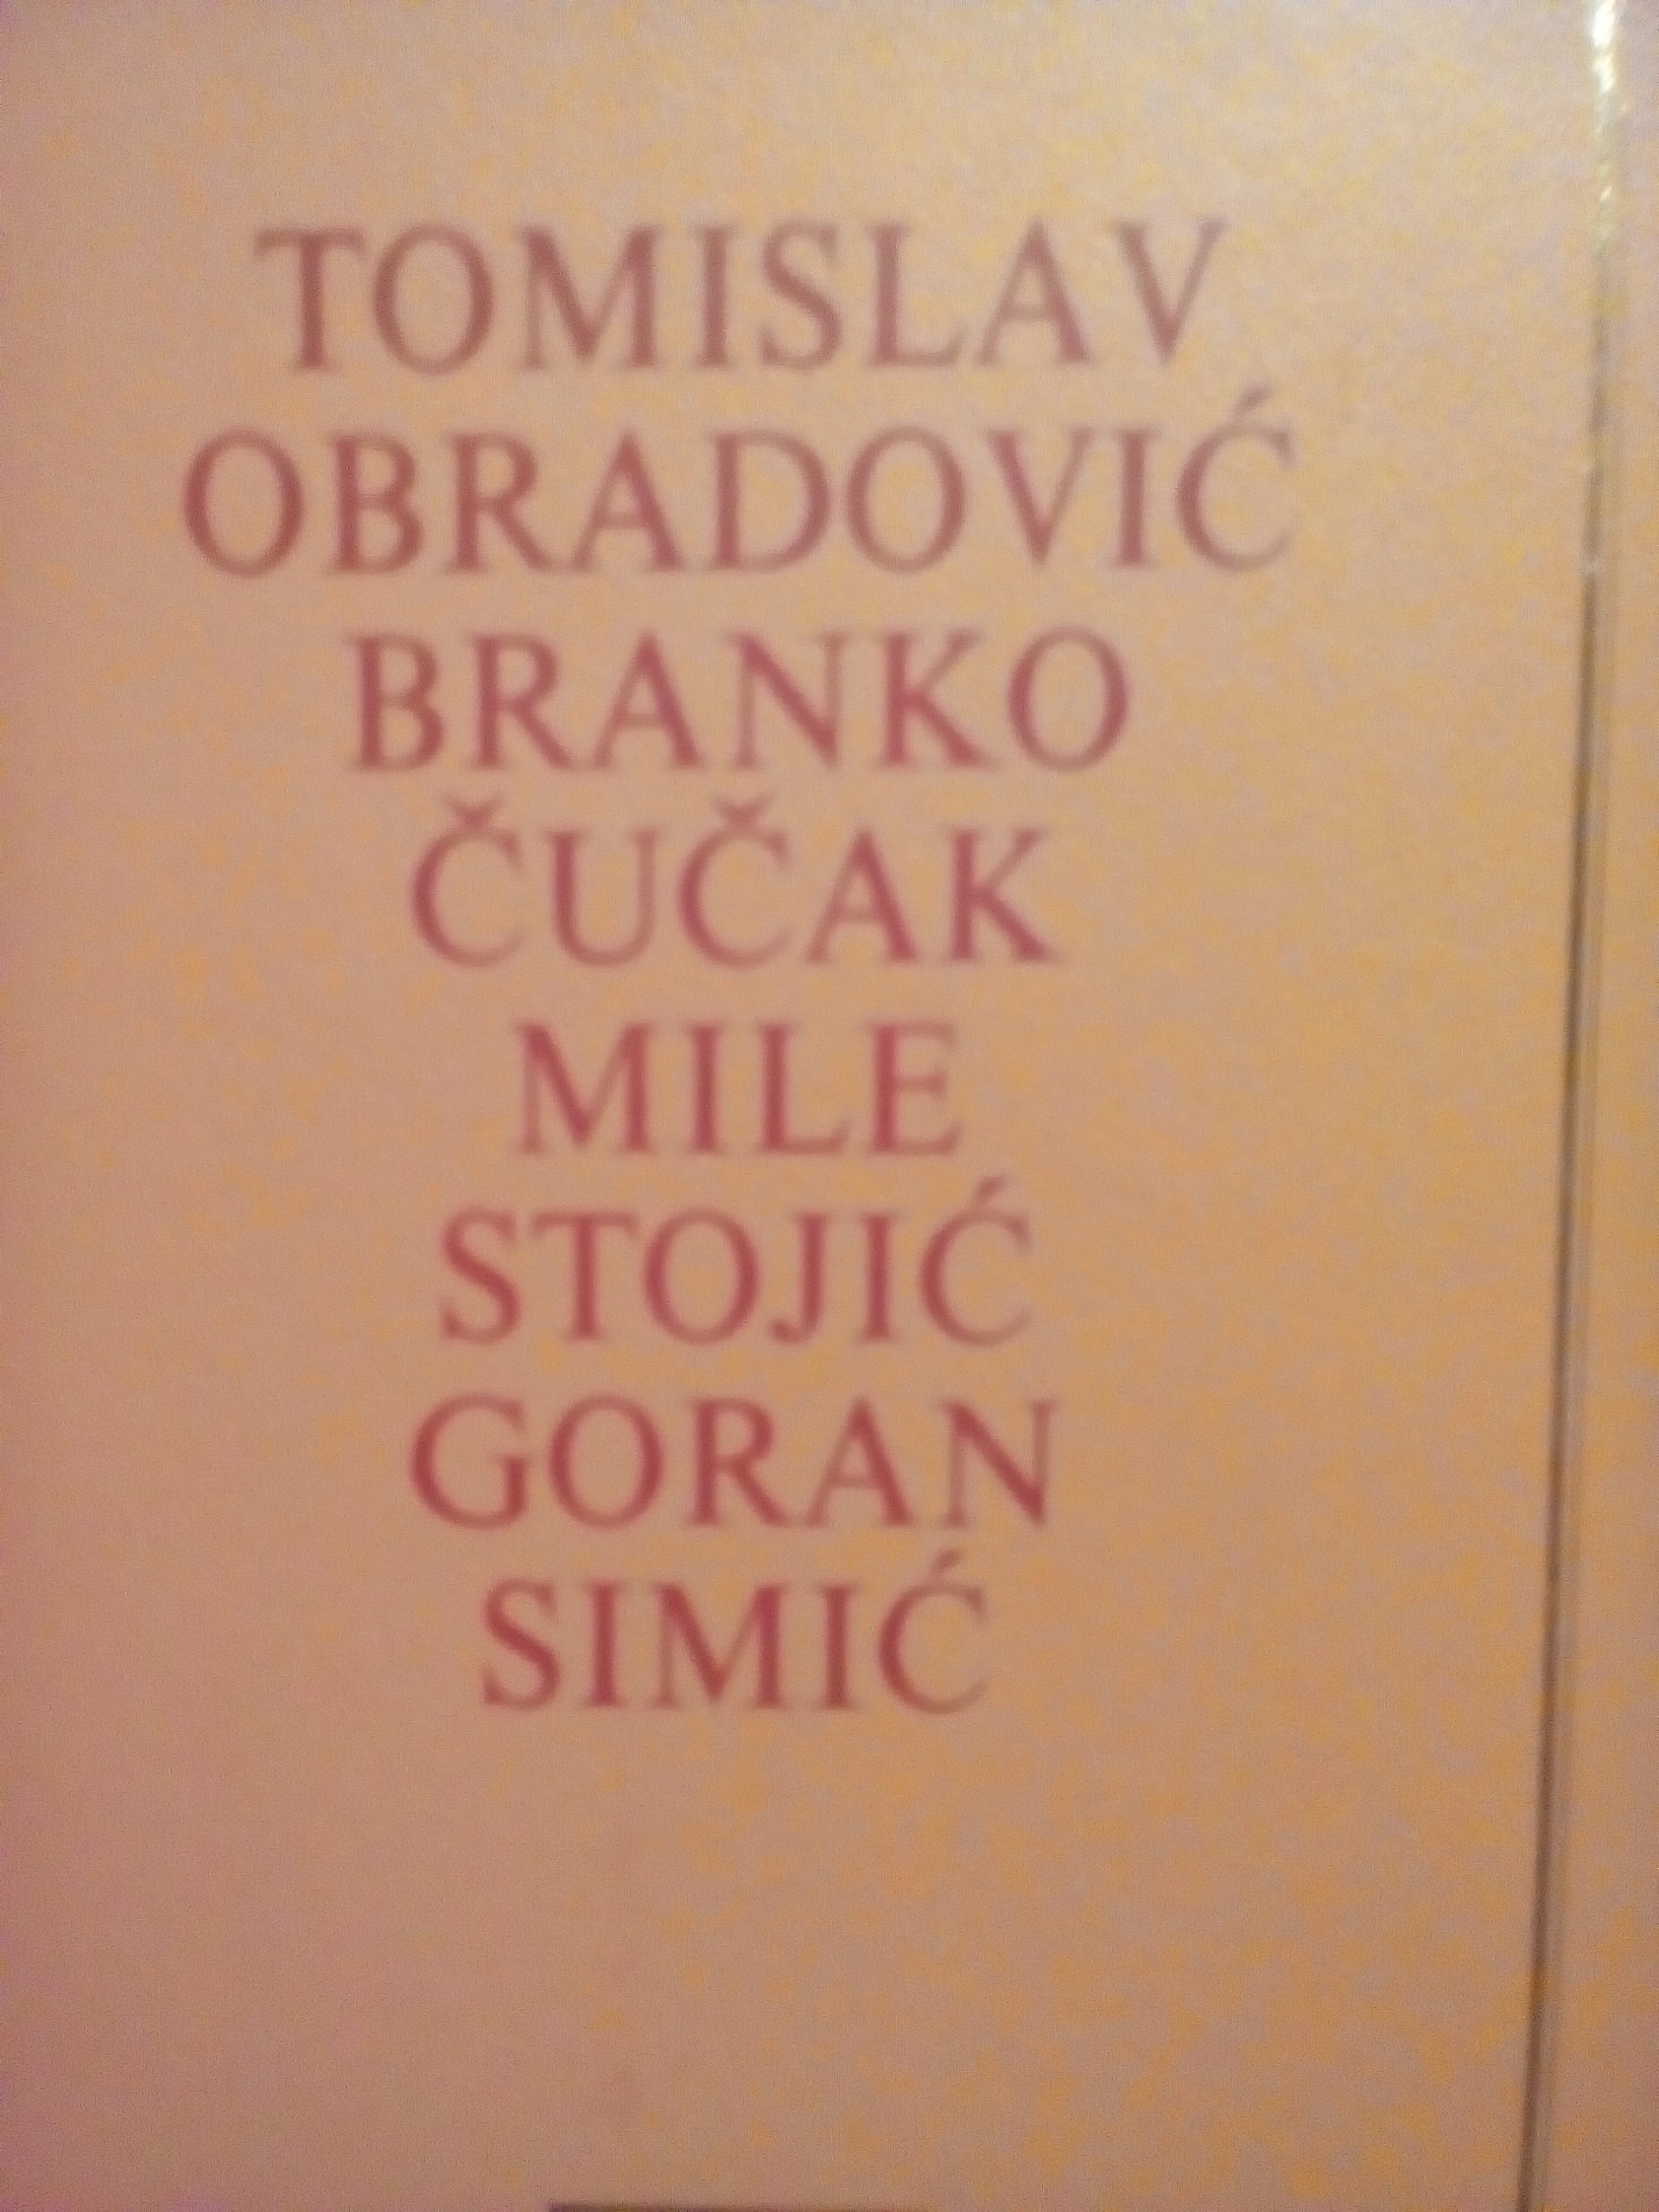 TOMISLAV
OBRADOVIĆ
BRANKO
ČUČAK
MILE
STOJIĆ
GORAN
SIMIĆ